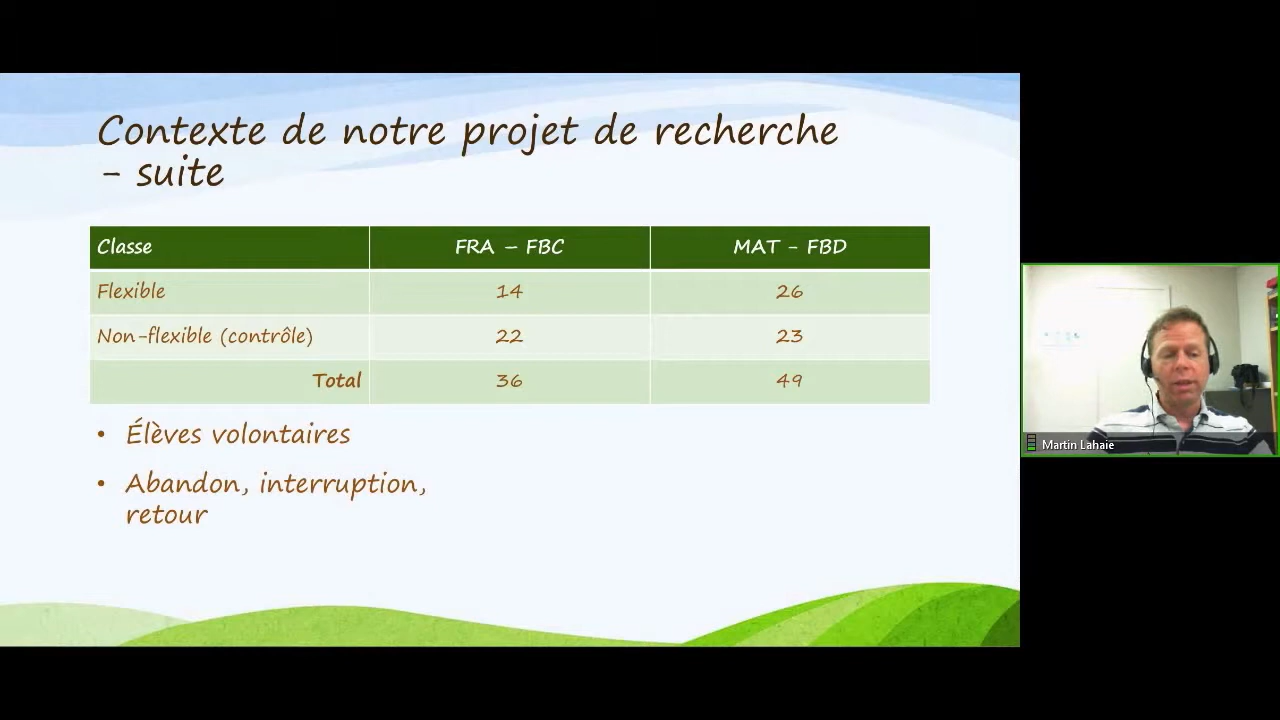 Contexte de notre projet de recherche
- suite
Classe FRA – FBC MAT - FBD
Flexible 14 26
Non-flexible (contrôle) 22 23
Total 36 49
• Élèves volontaires
• Abandon, interruption,
retour
Martin Lahaie